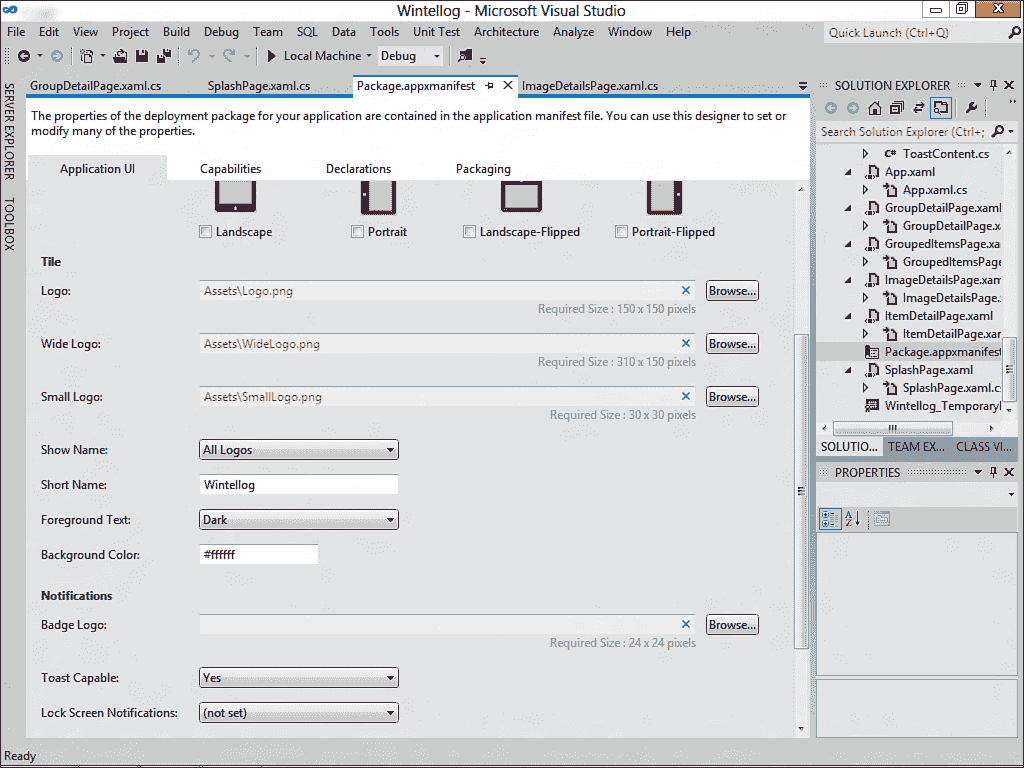 Wintellog - Microsoft Visual Studio
File Edit View Project Build Debug Team SQL Data Tools Unit Test Architecture Analyze Window Help
Quick Launch (Ctrl+Q)
Local Machine Debug
GroupDetailPage.xaml.cs SplashPage.xaml.cs Package.appxmanifest ImageDetailsPage.xaml.cs
SERVER EXPLORER
TOOLBOX
The properties of the deployment package for your application are contained in the application manifest file. You can use this designer to set or
modify many of the properties.
Application UI Capabilities Declarations Packaging
Landscape Portrait Landscape-Flipped Portrait-Flipped
Tile
Logo: Assets\Logo.png Browse...
Required Size : 150 x 150 pixels
Wide Logo: Assets\WideLogo.png Browse...
Required Size : 310 x 150 pixels
Small Logo: Assets\SmallLogo.png Browse...
Required Size : 30 x 30 pixels
Show Name: All Logos
Short Name: Wintellog
Foreground Text: Dark
Background Color: #ffffff
Notifications
Badge Logo: Browse...
Required Size : 24 x 24 pixels
Toast Capable: Yes
Lock Screen Notifications: (not set)
SOLUTION EXPLORER
Search Solution Explorer (Ctrl+;
C# ToastContent.cs
App.xaml
App.xaml.cs
GroupDetailPage.xaml
GroupDetailPage
GroupedItemsPage.xa
GroupedItemsPage
ImageDetailsPage.xam
ImageDetailsPage.
ItemDetailPage.xaml
ItemDetailPage.xar
Package.appxmanifest
SplashPage.xaml
SplashPage.xaml.c
Wintellog_Temporary
SOLUTIO... TEAM EX... CLASS VI...
PROPERTIES
Ready